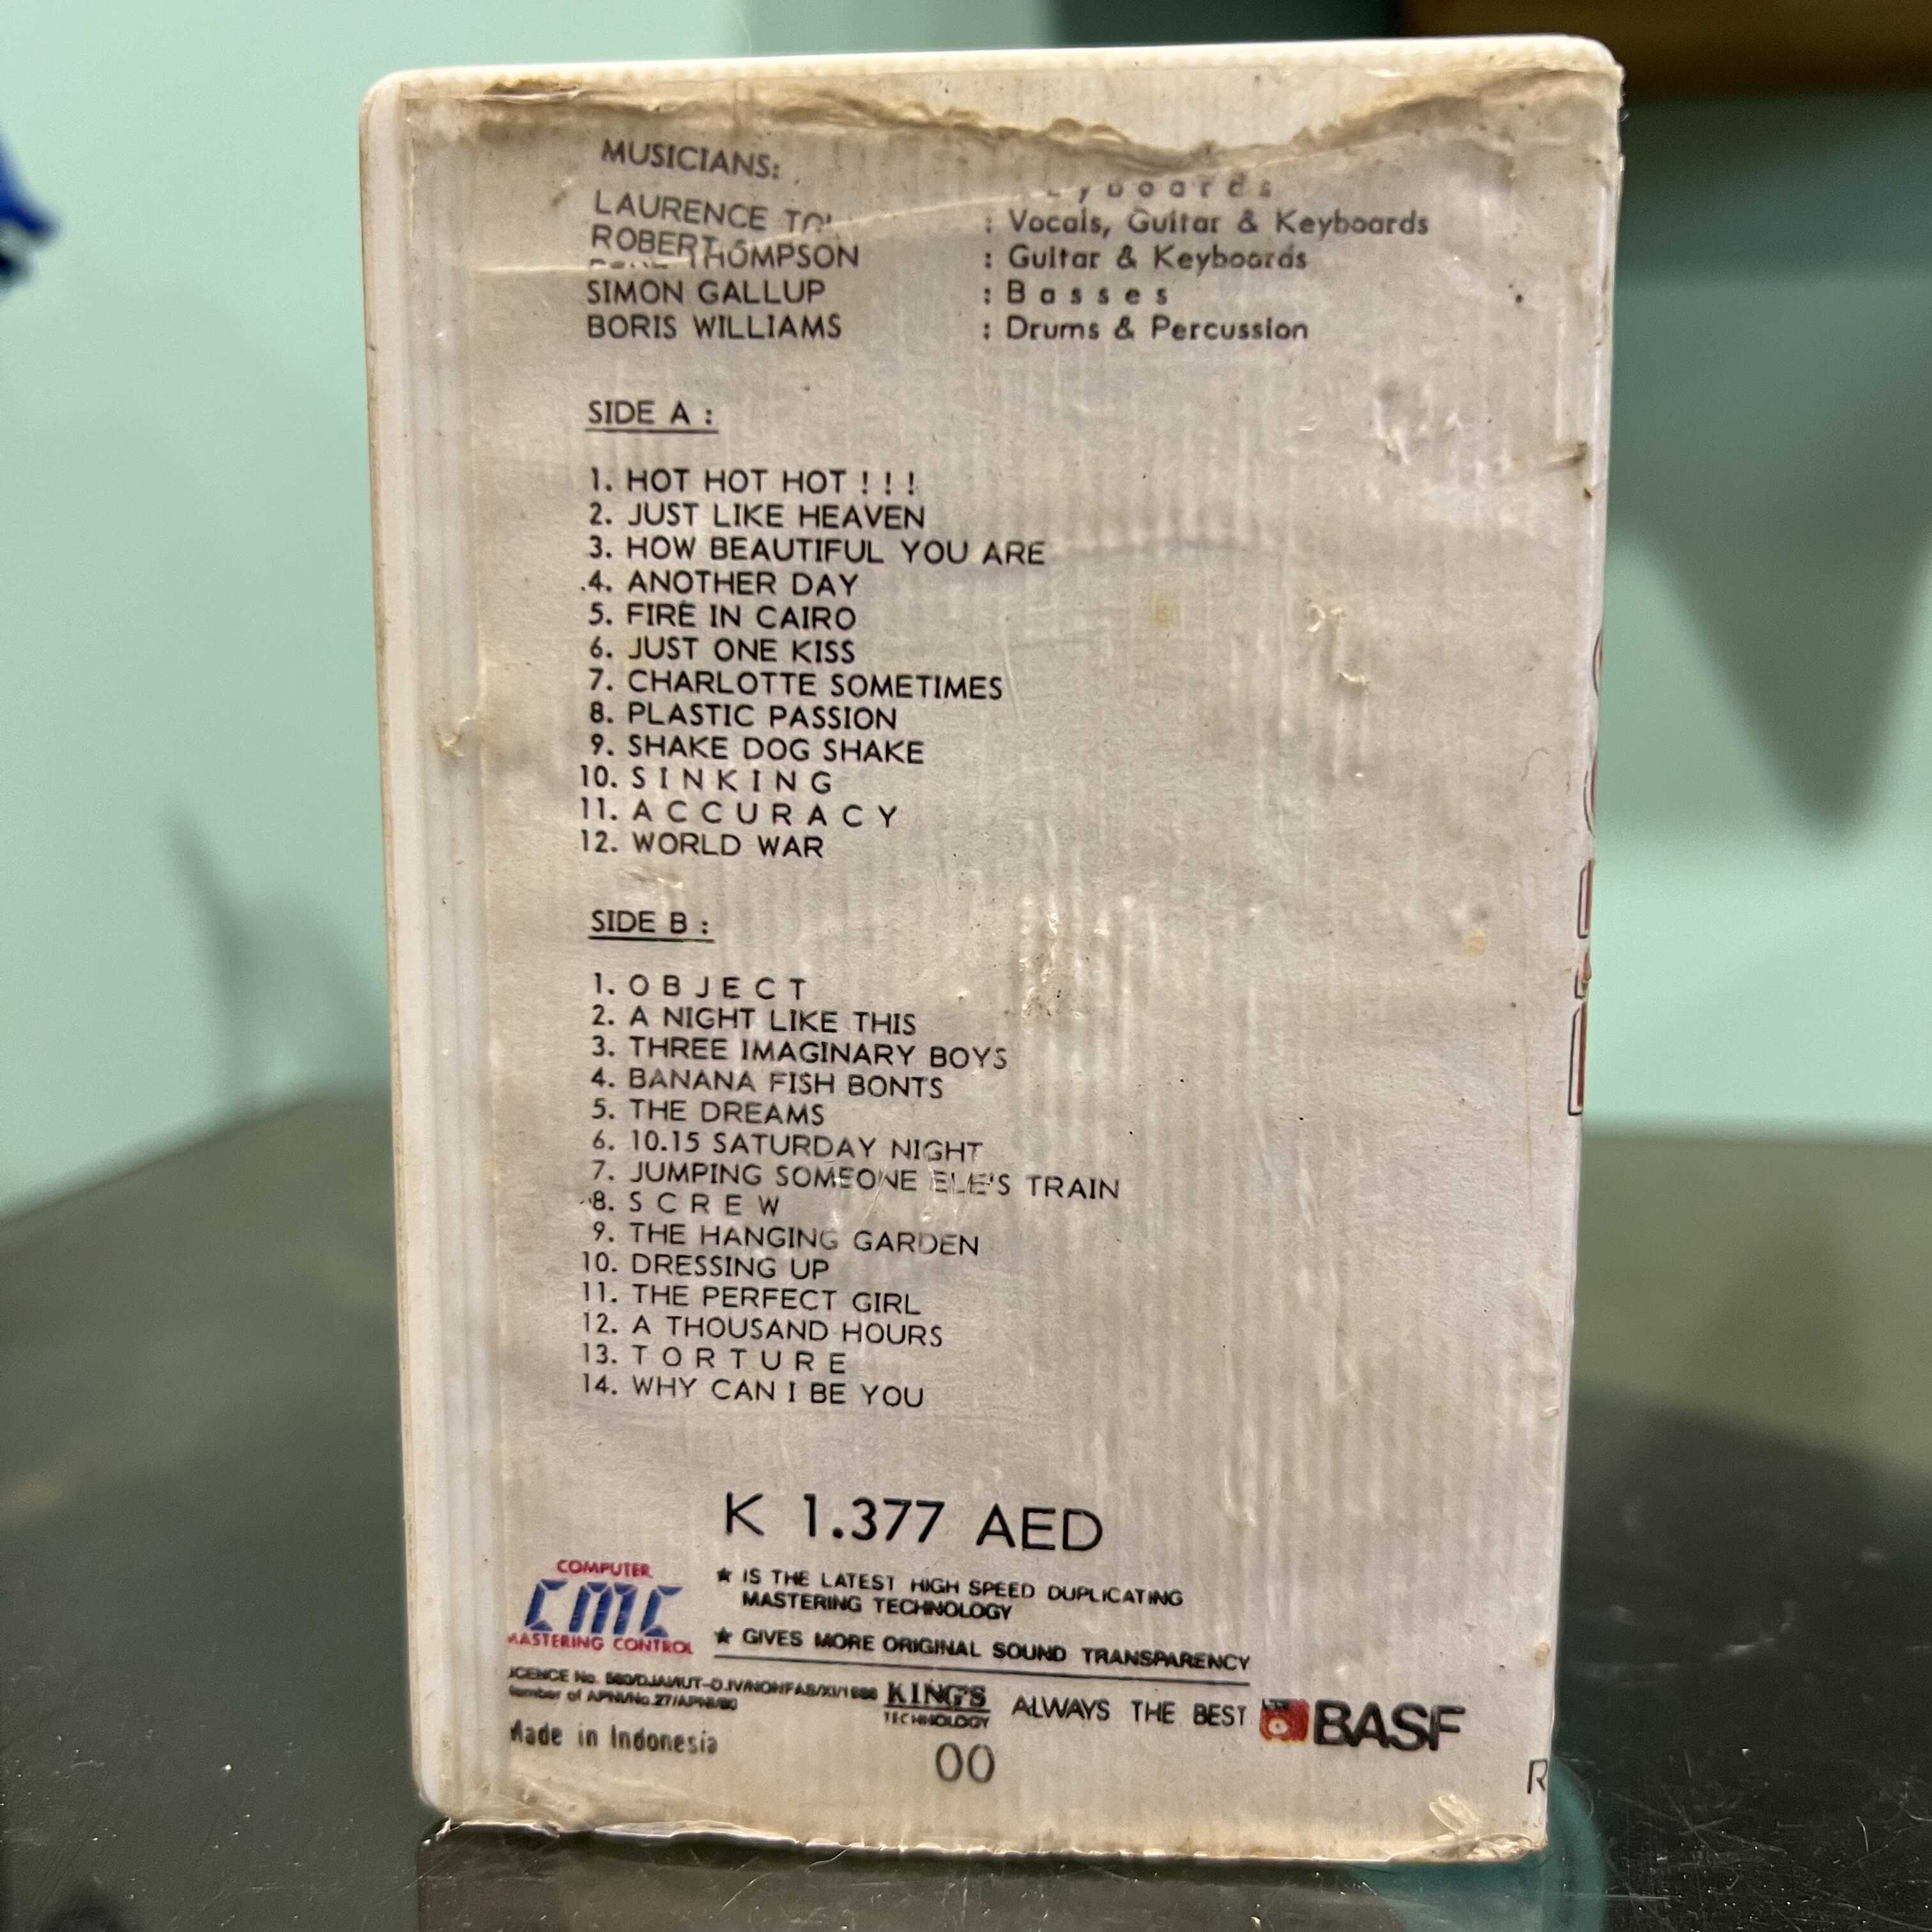 MUSICIANS:
LAURENCE
: Vocals, Guitar & Keyboards
ROBERT
THOMPSON : Guitar & Keyboards
SIMON GALLUP : Basses
BORIS WILLIAMS : Drums & Percussion
SIDE A :
1. HOT HOT HOT ! ! !
2. JUST LIKE HEAVEN
3. HOW BEAUTIFUL YOU ARE
4. ANOTHER DAY
5. FIRE IN CAIRO
6. JUST ONE KISS
7. CHARLOTTE SOMETIMES
8. PLASTIC PASSION
9. SHAKE DOG SHAKE
10. SINKING
11. ACCURACY
12. WORLD WAR
SIDE B :
1. OBJECT
2. A NIGHT LIKE THIS
3. THREE IMAGINARY BOYS
4. BANANA FISH BONTS
5. THE DREAMS
6. 10.15 SATURDAY NIGHT
7. JUMPING SOMEONE ELE'S TRAIN
8. SCREW
9. THE HANGING GARDEN
10. DRESSING UP
11. THE PERFECT GIRL
12. A THOUSAND HOURS
13. TORTURE
14. WHY CAN I BE YOU
K 1.377 AED
COMPUTER
CMC
MASTERING CONTROL
★ IS THE LATEST HIGH SPEED DUPLICATING
MASTERING TECHNOLOGY
★ GIVES MORE ORIGINAL SOUND TRANSPARENCY
KING'S
TECHNOLOGY
ALWAYS THE BEST
BASF
Made in Indonesia
00